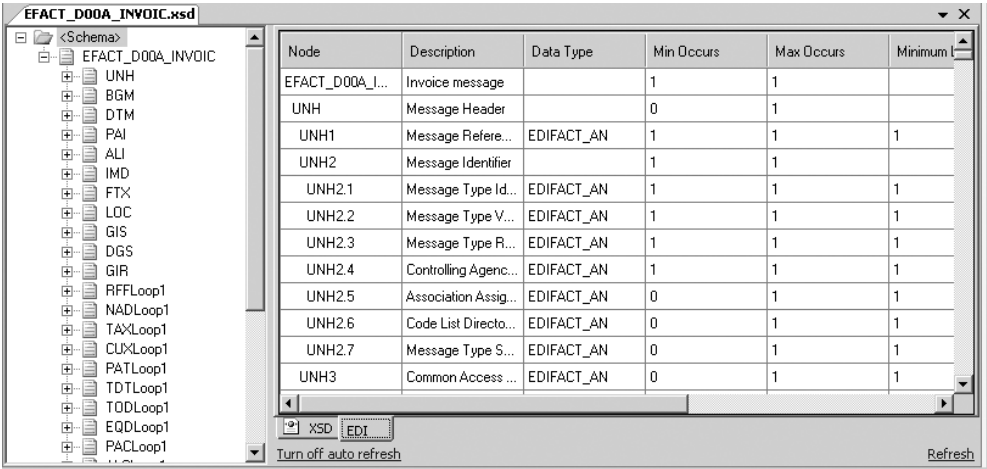 EFACT_D00A_INVOIC.xsd
<Schema>
EFACT_D00A_INVOIC
UNH
BGM
DTM
PAI
ALI
IMD
FTX
LOC
GIS
DGS
GIR
RFFLoop1
NADLoop1
TAXLoop1
CUXLoop1
PATLoop1
TDTLoop1
TODLoop1
EQDLoop1
PACLoop1
Node Description Data Type Min Occurs Max Occurs Minimum
EFACT_D00A_I... Invoice message 1 1
UNH Message Header 0 1
UNH1 Message Refere... EDIFACT_AN 1 1 1
UNH2 Message Identifier 1 1
UNH2.1 Message Type Id... EDIFACT_AN 1 1 1
UNH2.2 Message Type V... EDIFACT_AN 1 1 1
UNH2.3 Message Type R... EDIFACT_AN 1 1 1
UNH2.4 Controlling Agenc... EDIFACT_AN 1 1 1
UNH2.5 Association Assig... EDIFACT_AN 0 1 1
UNH2.6 Code List Directo... EDIFACT_AN 0 1 1
UNH2.7 Message Type S... EDIFACT_AN 0 1 1
UNH3 Common Access ... EDIFACT_AN 0 1 1
XSD EDI
Turn off auto refresh Refresh